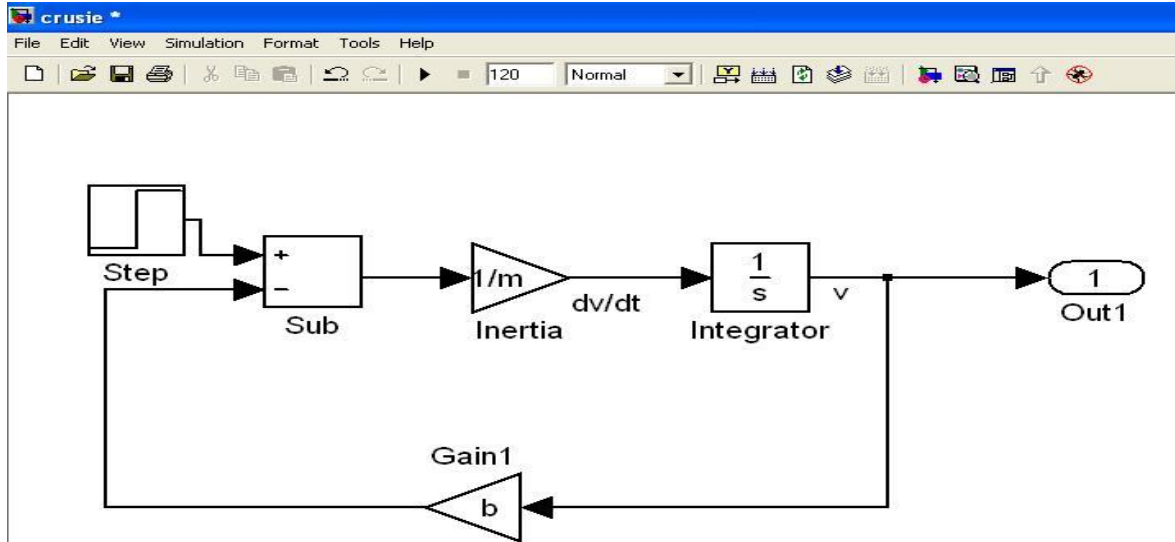 crusie *
File Edit View Simulation Format Tools Help
120 Normal
Step
+
−
Sub
1/m
Inertia
dv/dt
1
s
Integrator
v
1
Out1
Gain1
b